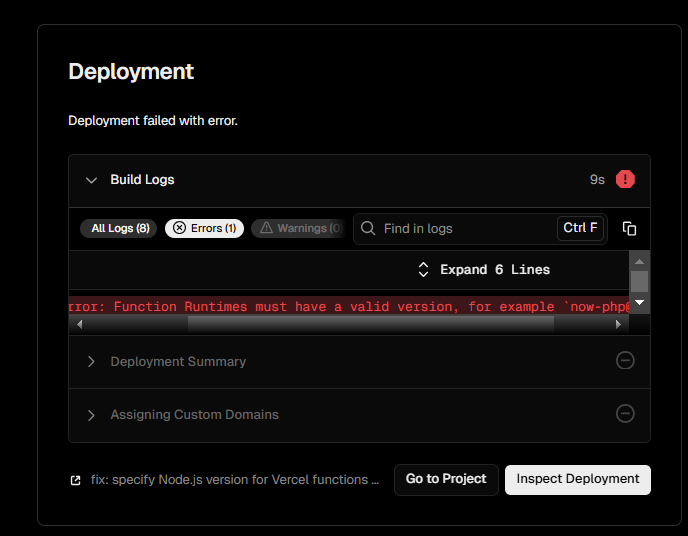 Deployment
Deployment failed with error.
Build Logs 9s
All Logs (8) Errors (1) Warnings (0) Find in logs Ctrl F
Expand 6 Lines
rror: Function Runtimes must have a valid version, for example `now-php@
Deployment Summary
Assigning Custom Domains
fix: specify Node.js version for Vercel functions ... Go to Project Inspect Deployment